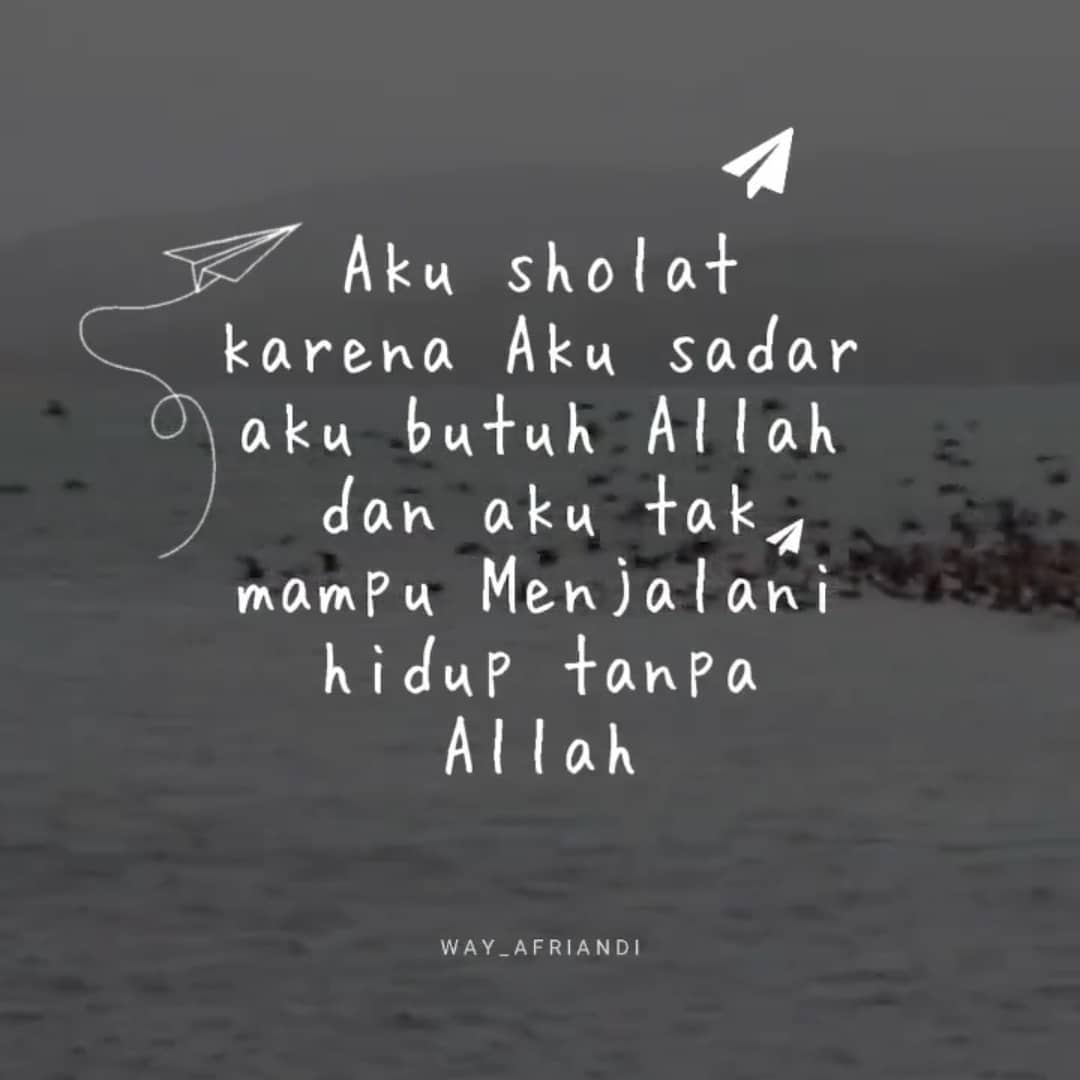 Aku sholat
karena Aku sadar
aku butuh Allah
dan aku tak
mampu Menjalani
hidup tanpa
Allah
WAY_AFRIANDI